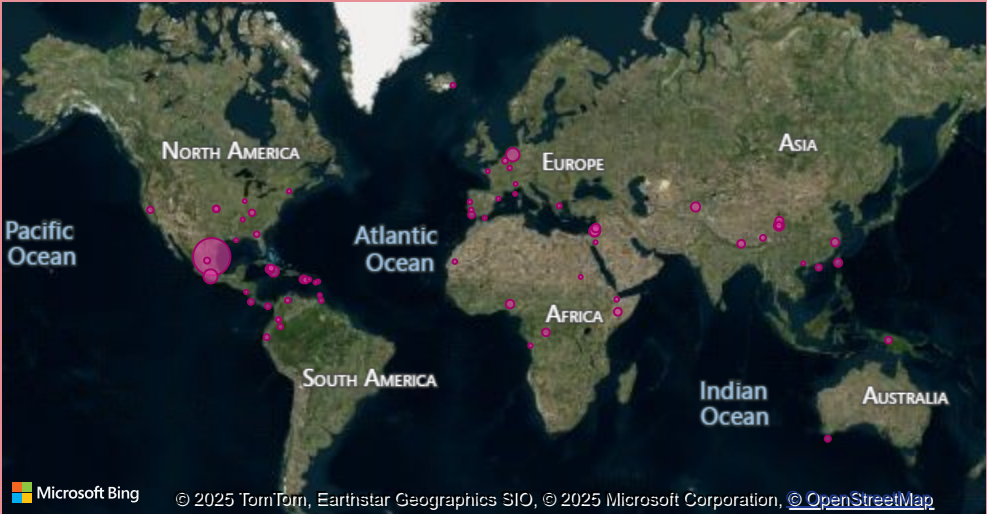 NORTH AMERICA
ASIA
EUROPE
Pacific
Ocean
Atlantic
Ocean
AFRICA
SOUTH AMERICA
Indian
Ocean
AUSTRALIA
Microsoft Bing
© 2025 TomTom, Earthstar Geographics SIO, © 2025 Microsoft Corporation, © OpenStreetMap